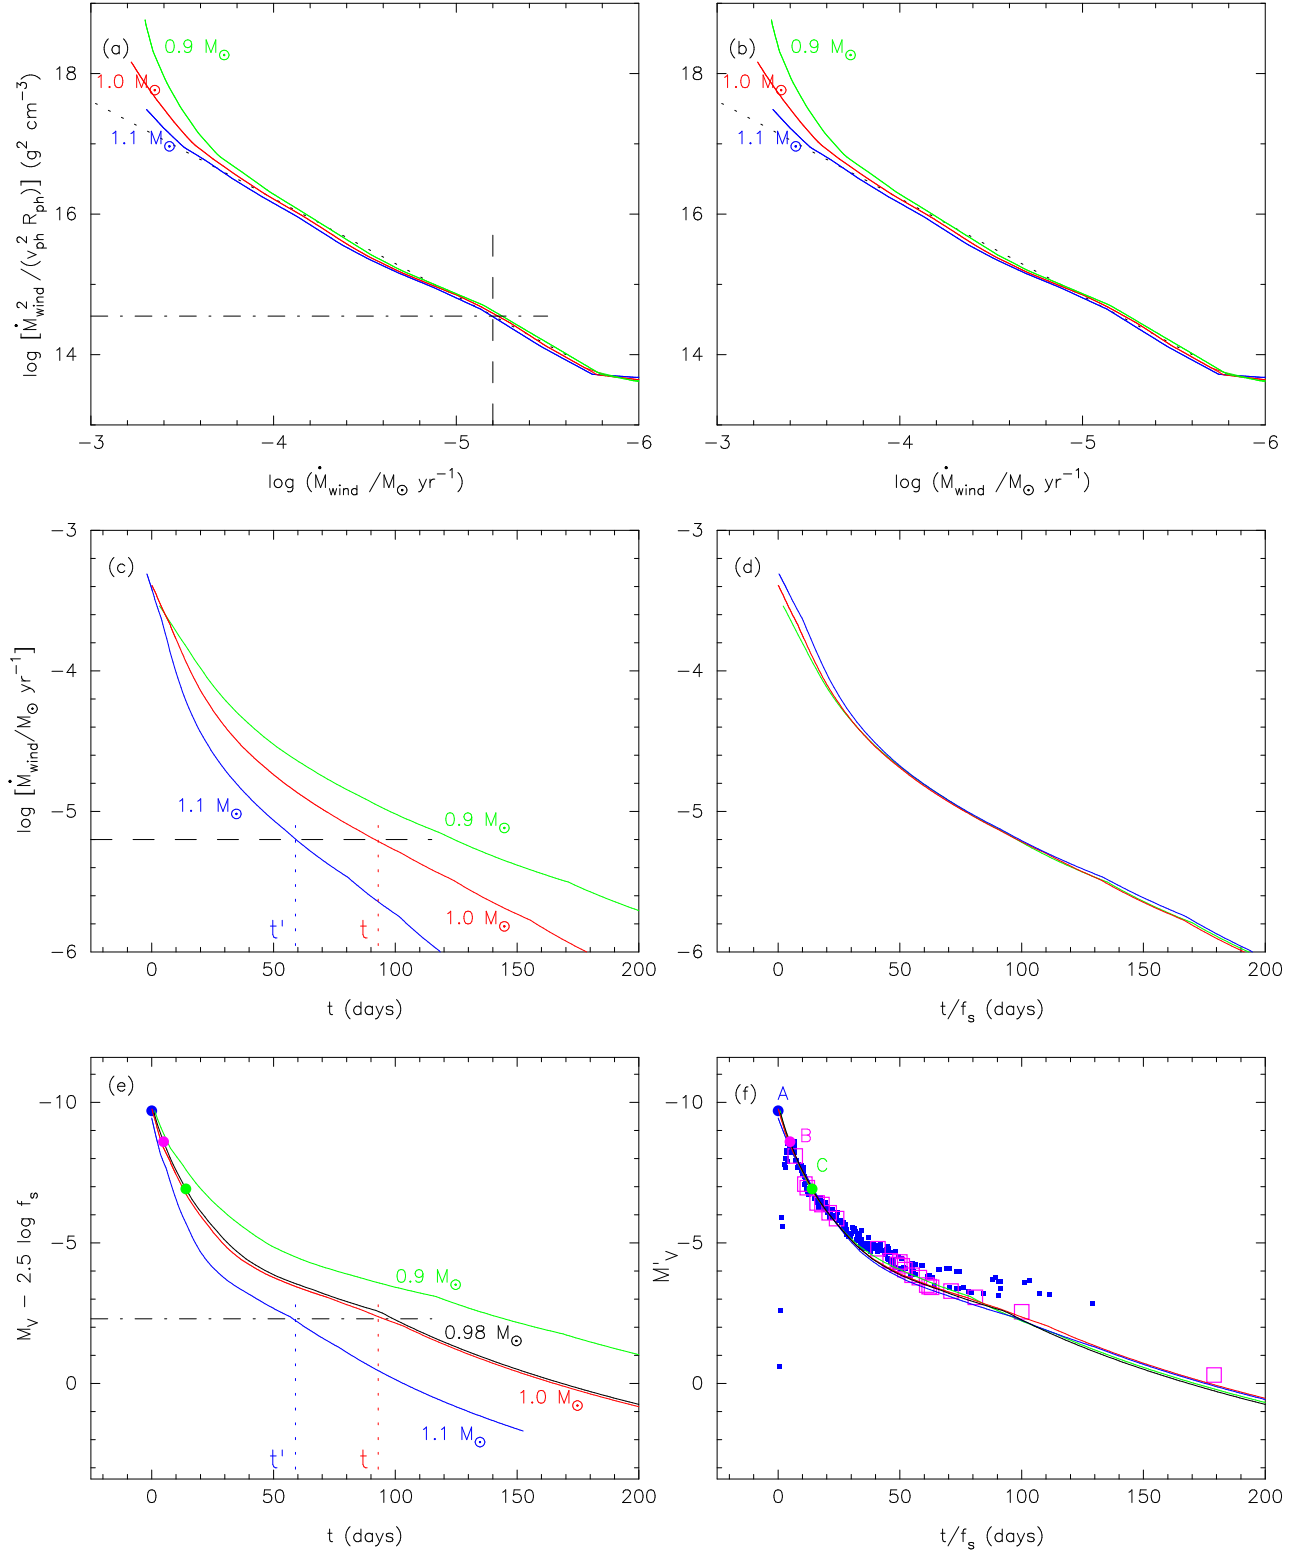 (a)
0.9 M⊙
1.0 M⊙
1.1 M⊙
18
16
14
log [Ṁ²wind /(v²ph Rph)] (g² cm⁻³)
−3 −4 −5 −6
log (Ṁwind /M⊙ yr⁻¹)
(b)
0.9 M⊙
1.0 M⊙
1.1 M⊙
−3 −4 −5 −6
log (Ṁwind /M⊙ yr⁻¹)
(c)
−3
−4
−5
−6
log [Ṁwind/M⊙ yr⁻¹]
1.1 M⊙
0.9 M⊙
1.0 M⊙
t' t
0 50 100 150 200
t (days)
(d)
−3
−4
−5
−6
0 50 100 150 200
t/fs (days)
(e)
−10
−5
0
MV − 2.5 log fs
0.9 M⊙
0.98 M⊙
1.0 M⊙
1.1 M⊙
t' t
0 50 100 150 200
t (days)
(f)
A
B
C
−10
−5
0
M'V
0 50 100 150 200
t/fs (days)